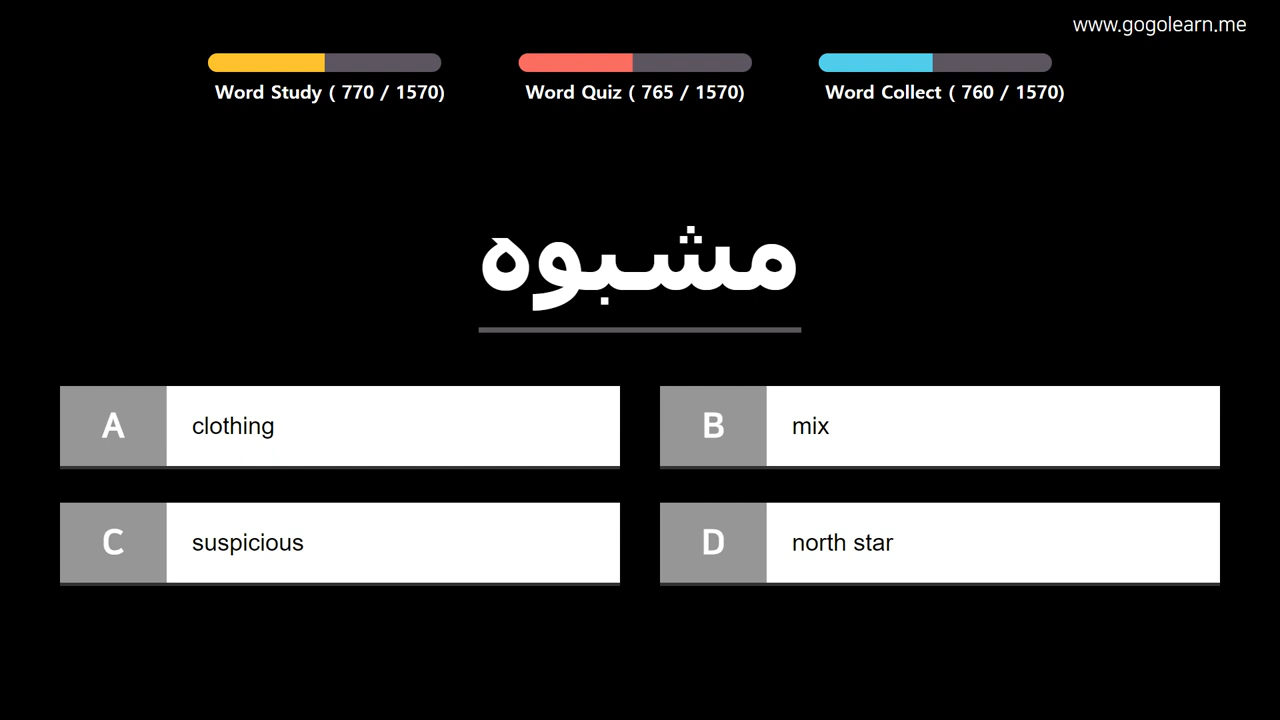 www.gogolearn.me
Word Study ( 770 / 1570)
Word Quiz ( 765 / 1570)
Word Collect ( 760 / 1570)
مشبوه
A clothing
B mix
C suspicious
D north star